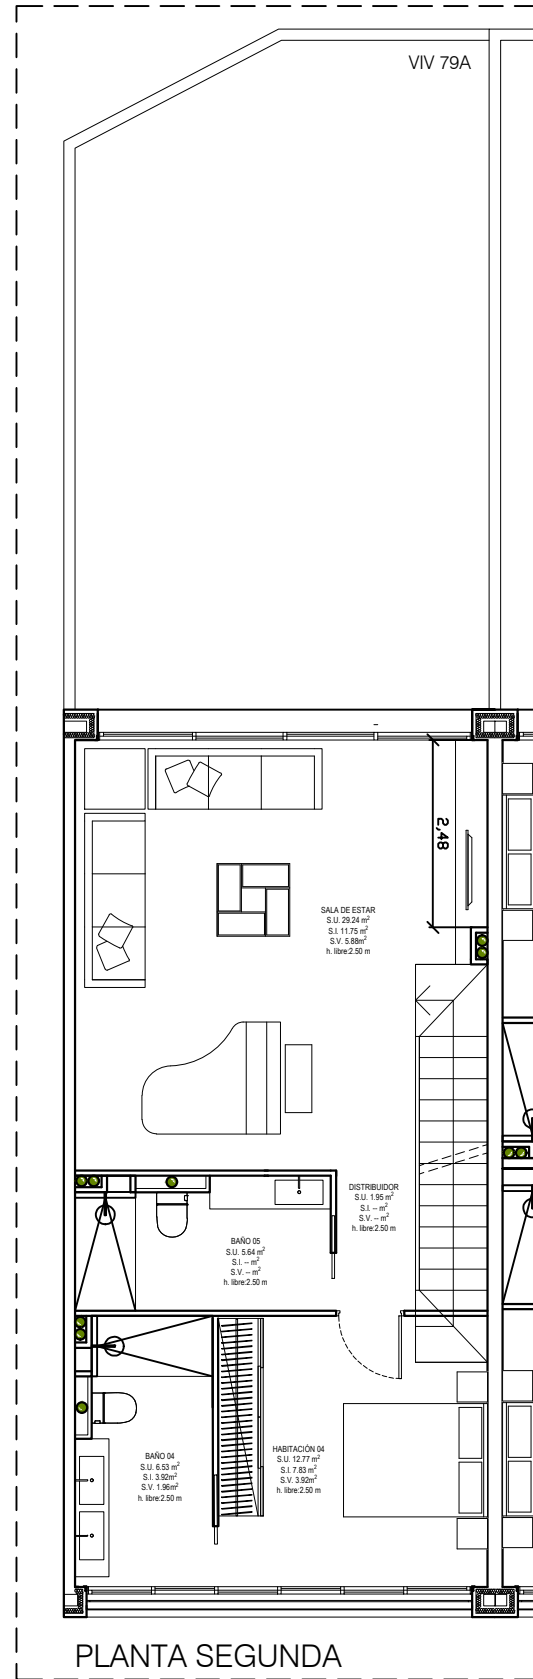 VIV 79A
2,48
SALA DE ESTAR
S.U. 29.24 m²
S.I. 11.75 m²
S.V. 5.88m²
h. libre:2.50 m
DISTRIBUIDOR
S.U. 1.95 m²
S.I. -- m²
S.V. -- m²
h. libre:2.50 m
BAÑO 05
S.U. 5.64 m²
S.I. -- m²
S.V. -- m²
h. libre:2.50 m
BAÑO 04
S.U. 6.53 m²
S.I. 3.92m²
S.V. 1.96m²
h. libre:2.50 m
HABITACIÓN 04
S.U. 12.77 m²
S.I. 7.83 m²
S.V. 3.92m²
h. libre:2.50 m
PLANTA SEGUNDA